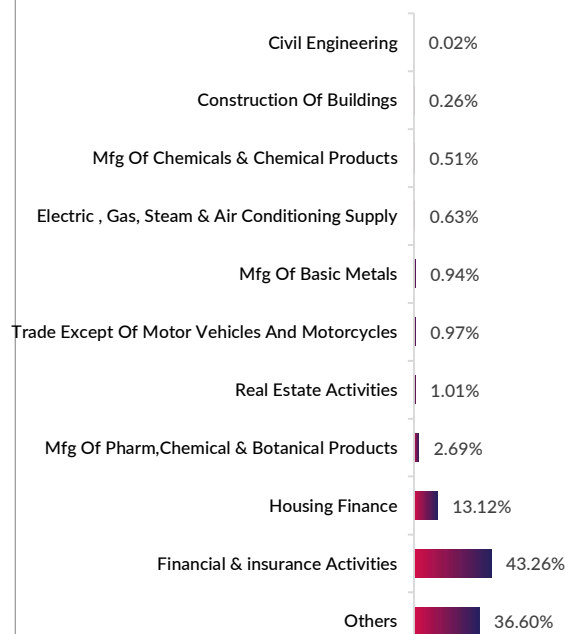 Civil Engineering 0.02%
Construction Of Buildings 0.26%
Mfg Of Chemicals & Chemical Products 0.51%
Electric , Gas, Steam & Air Conditioning Supply 0.63%
Mfg Of Basic Metals 0.94%
Trade Except Of Motor Vehicles And Motorcycles 0.97%
Real Estate Activities 1.01%
Mfg Of Pharm,Chemical & Botanical Products 2.69%
Housing Finance 13.12%
Financial & insurance Activities 43.26%
Others 36.60%